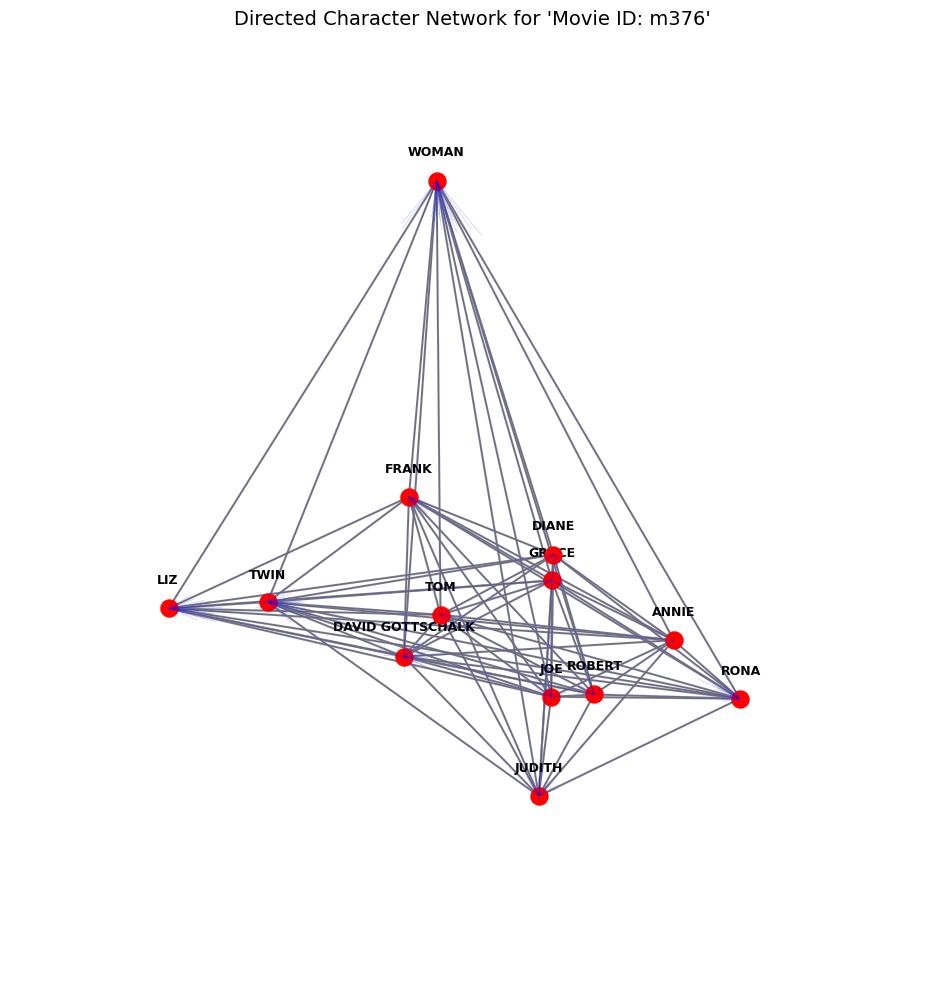 Directed Character Network for 'Movie ID: m376'
WOMAN
FRANK
DIANE
GRACE
LIZ
TWIN
TOM
ANNIE
DAVID GOTTSCHALK
JOE
ROBERT
RONA
JUDITH